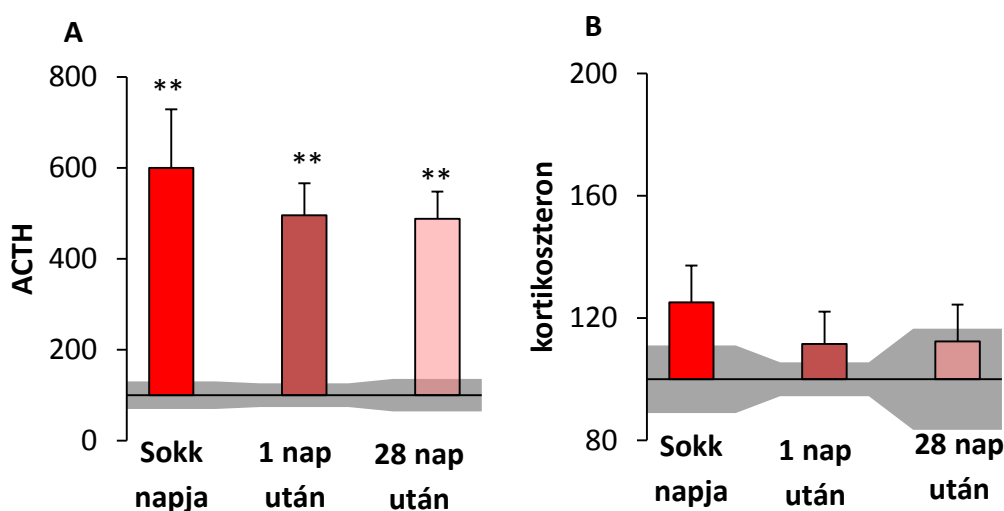 A
ACTH
800
600
400
200
0
**
**
**
Sokk
napja
1 nap
után
28 nap
után
B
kortikoszteron
200
160
120
80
Sokk
napja
1 nap
után
28 nap
után